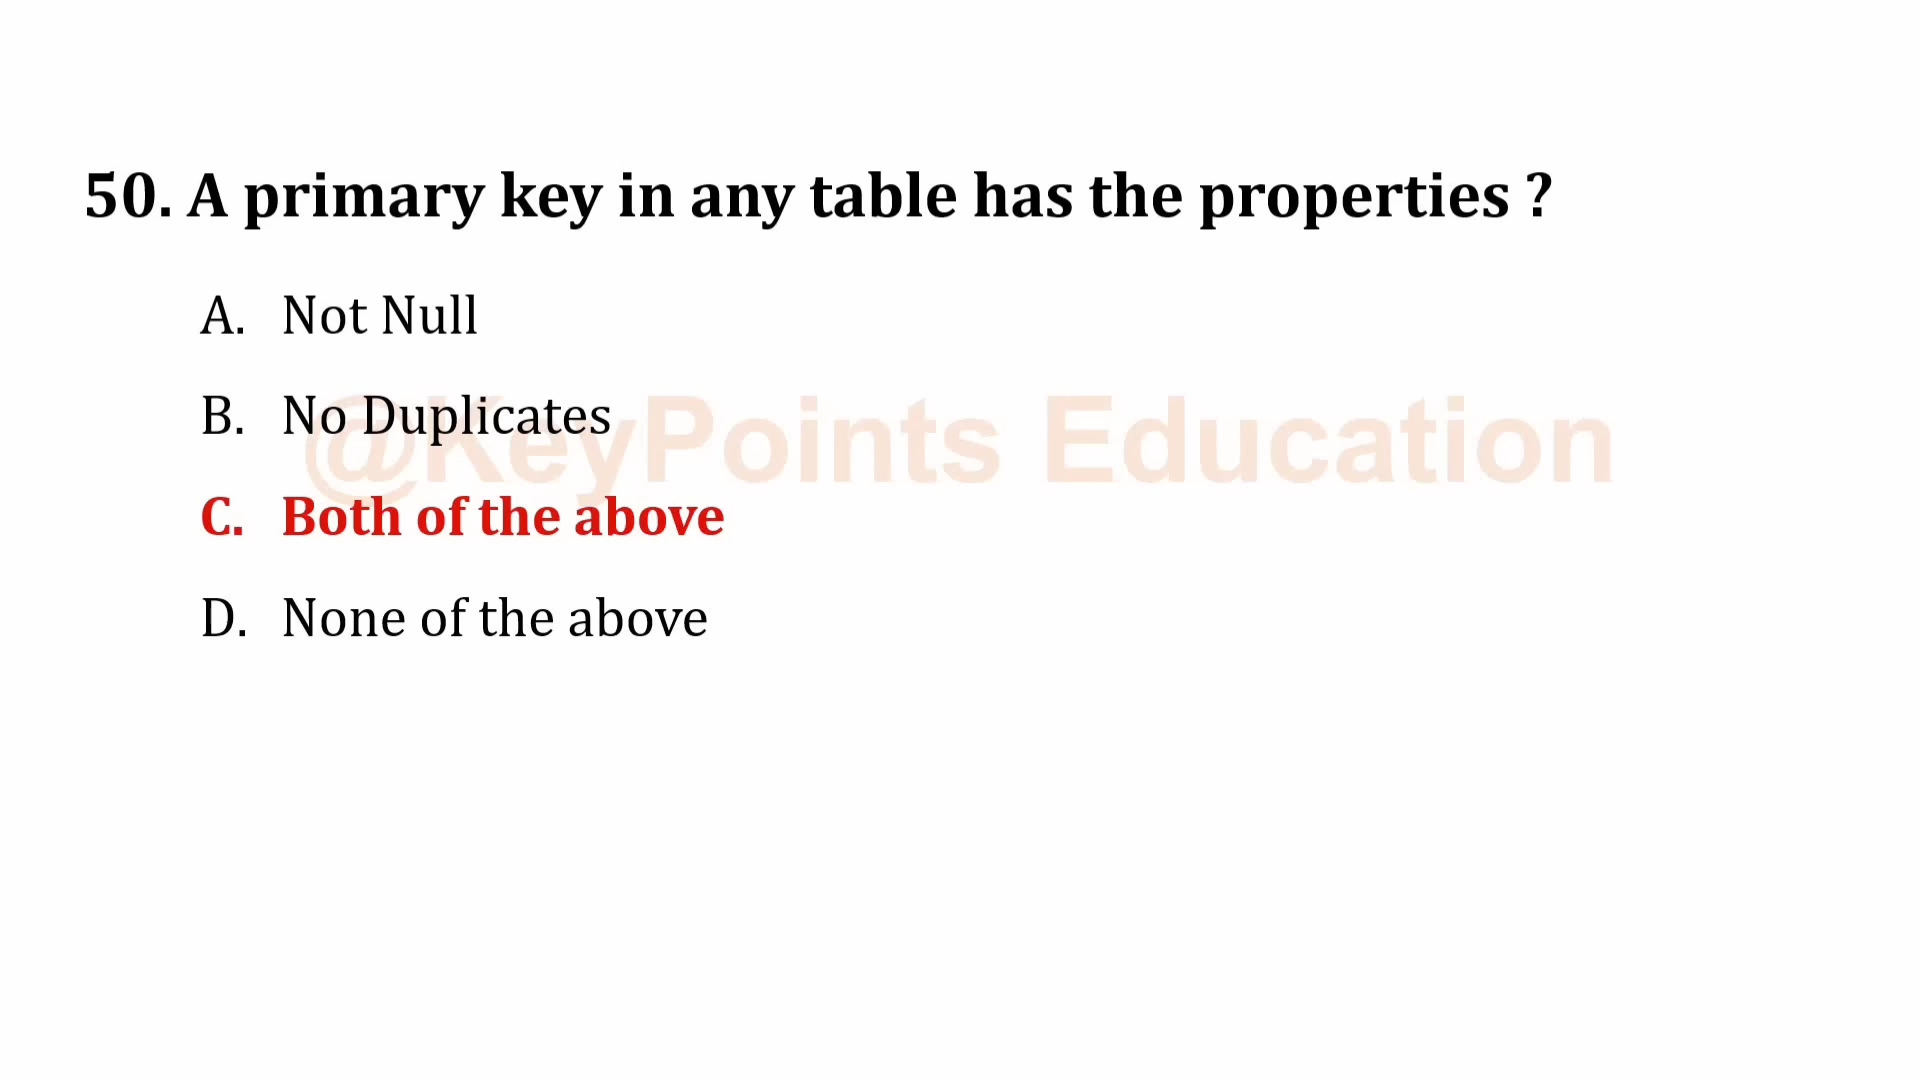 50. A primary key in any table has the properties ?
A. Not Null
B. No Duplicates
@KeyPoints Education
C. Both of the above
D. None of the above